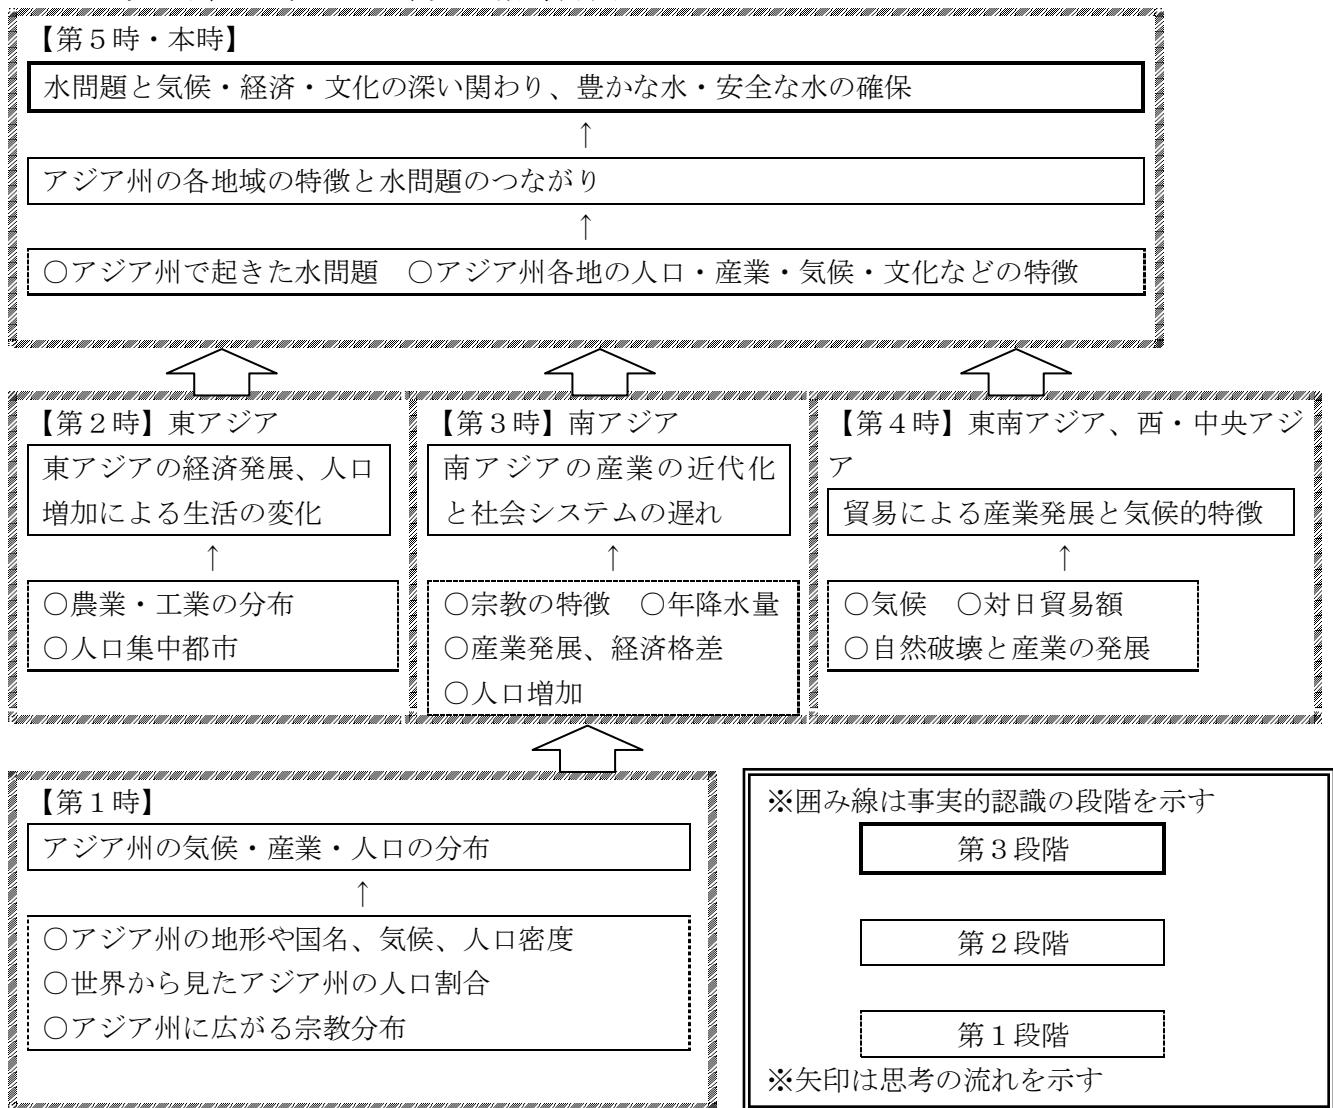 【第５時・本時】
水問題と気候・経済・文化の深い関わり、豊かな水・安全な水の確保
↑
アジア州の各地域の特徴と水問題のつながり
↑
○アジア州で起きた水問題　○アジア州各地の人口・産業・気候・文化などの特徴
【第２時】東アジア
東アジアの経済発展、人口
増加による生活の変化
↑
○農業・工業の分布
○人口集中都市
【第３時】南アジア
南アジアの産業の近代化
と社会システムの遅れ
↑
○宗教の特徴　○年降水量
○産業発展、経済格差
○人口増加
【第４時】東南アジア、西・中央アジ
ア
貿易による産業発展と気候的特徴
↑
○気候　○対日貿易額
○自然破壊と産業の発展
【第１時】
アジア州の気候・産業・人口の分布
↑
○アジア州の地形や国名、気候、人口密度
○世界から見たアジア州の人口割合
○アジア州に広がる宗教分布
※囲み線は事実的認識の段階を示す
第３段階
第２段階
第１段階
※矢印は思考の流れを示す